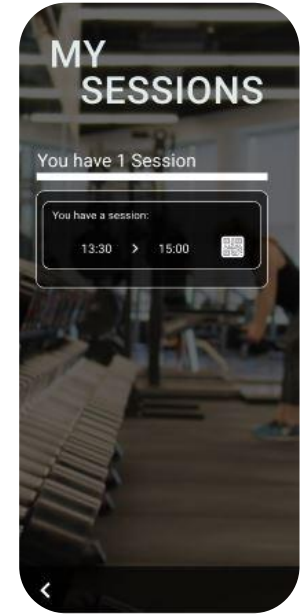 MY
SESSIONS
You have 1 Session
You have a session:
13:30 > 15:00